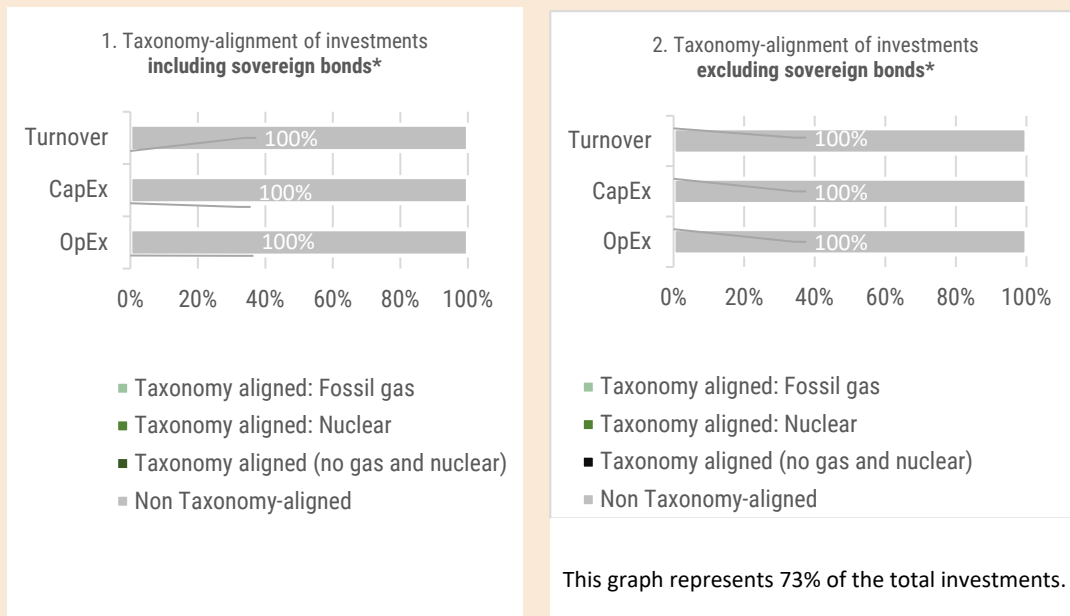 1. Taxonomy-alignment of investments
including sovereign bonds*
Turnover
100%
CapEx
100%
OpEx
100%
0% 20% 40% 60% 80% 100%
Taxonomy aligned: Fossil gas
Taxonomy aligned: Nuclear
Taxonomy aligned (no gas and nuclear)
Non Taxonomy-aligned
2. Taxonomy-alignment of investments
excluding sovereign bonds*
Turnover
100%
CapEx
100%
OpEx
100%
0% 20% 40% 60% 80% 100%
Taxonomy aligned: Fossil gas
Taxonomy aligned: Nuclear
Taxonomy aligned (no gas and nuclear)
Non Taxonomy-aligned
This graph represents 73% of the total investments.